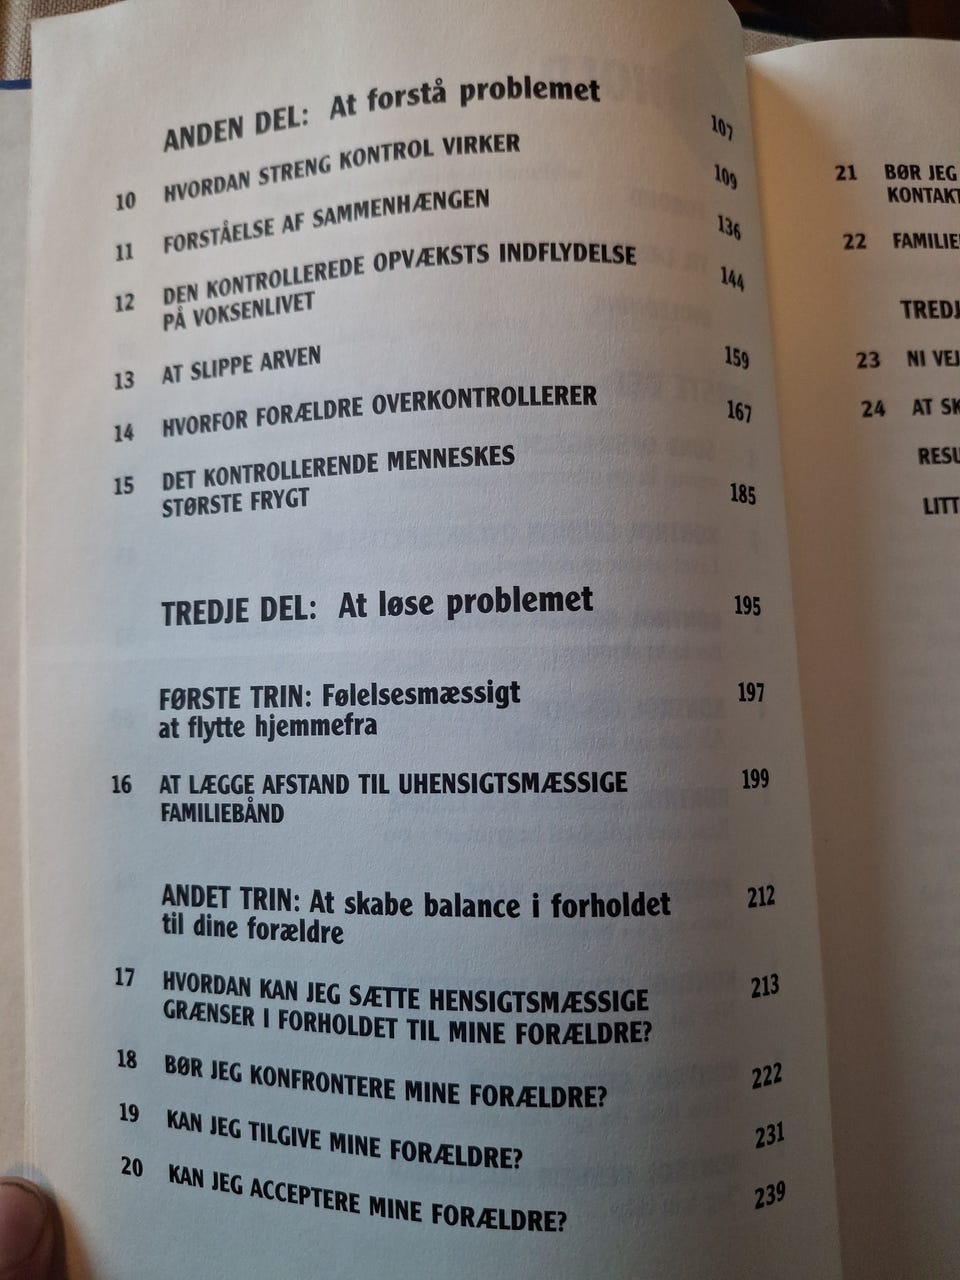 ANDEN DEL: At forstå problemet 107
10 HVORDAN STRENG KONTROL VIRKER 109
11 FORSTÅELSE AF SAMMENHÆNGEN 136
12 DEN KONTROLLEREDE OPVÆKSTS INDFLYDELSE 144
PÅ VOKSENLIVET
13 AT SLIPPE ARVEN 159
14 HVORFOR FORÆLDRE OVERKONTROLLERER 167
15 DET KONTROLLERENDE MENNESKES
STØRSTE FRYGT 185
TREDJE DEL: At løse problemet 195
FØRSTE TRIN: Følelsesmæssigt 197
at flytte hjemmefra
16 AT LÆGGE AFSTAND TIL UHENSIGTSMÆSSIGE 199
FAMILIEBÅND
ANDET TRIN: At skabe balance i forholdet 212
til dine forældre
17 HVORDAN KAN JEG SÆTTE HENSIGTSMÆSSIGE 213
GRÆNSER I FORHOLDET TIL MINE FORÆLDRE?
18 BØR JEG KONFRONTERE MINE FORÆLDRE? 222
19 KAN JEG TILGIVE MINE FORÆLDRE? 231
20 KAN JEG ACCEPTERE MINE FORÆLDRE? 239
21 BØR JEG
KONTAKT
22 FAMILIE
TREDJ
23 NI VEJ
24 AT SK
RESU
LITT